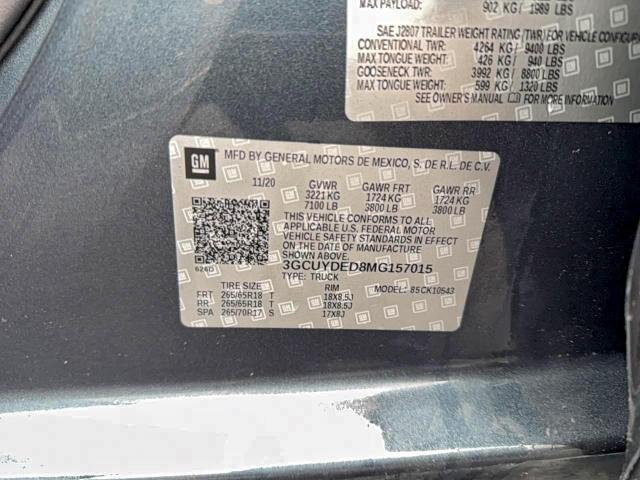 MAX PAYLOAD: 902 KG / 1989 LBS
SAE J2807 TRAILER WEIGHT RATING (TWR) FOR VEHICLE CONFIGUR
CONVENTIONAL TWR: 4264 KG / 9400 LBS
MAX TONGUE WEIGHT: 426 KG / 940 LBS
GOOSENECK TWR: 3992 KG / 8800 LBS
MAX TONGUE WEIGHT: 599 KG / 1320 LBS
SEE OWNER'S MANUAL FOR MORE INFORMATION
GM MFD BY GENERAL MOTORS DE MEXICO, S. DE R.L. DE C.V.
11/20 GVWR GAWR FRT GAWR RR
3221 KG 1724 KG 1724 KG
7100 LB 3800 LB 3800 LB
THIS VEHICLE CONFORMS TO ALL
APPLICABLE U.S. FEDERAL MOTOR
VEHICLE SAFETY STANDARDS IN EFFECT
ON THE DATE OF MANUFACTURE
SHOWN ABOVE.
3GCUYDED8MG157015
626D TYPE: TRUCK
TIRE SIZE RIM 85CK10543
FRT 265/65R18 T 18X8.5J
RR 265/65R18 T 18X8.5J
SPA 265/70R17 S 17X8J